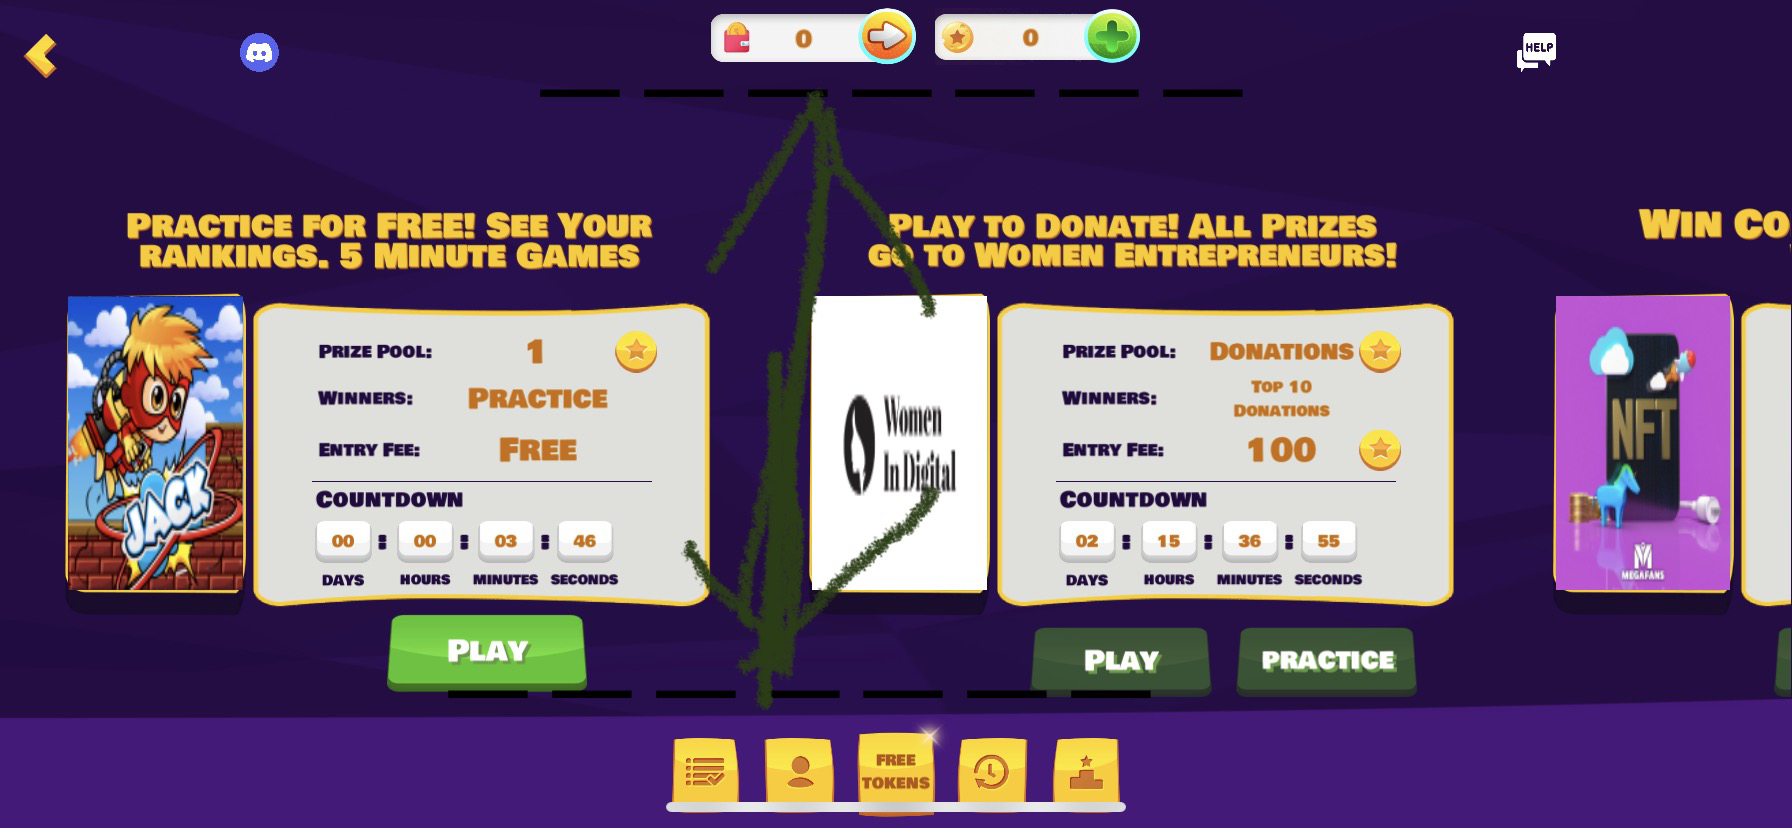 0
0
HELP
PRACTICE FOR FREE! SEE YOUR
RANKINGS. 5 MINUTE GAMES
JACK
PRIZE POOL: 1
WINNERS: PRACTICE
ENTRY FEE: FREE
COUNTDOWN
00 : 00 : 03 : 46
DAYS HOURS MINUTES SECONDS
PLAY
PLAY TO DONATE! ALL PRIZES
GO TO WOMEN ENTREPRENEURS!
Women
In Digital
PRIZE POOL: DONATIONS
WINNERS: TOP 10
DONATIONS
ENTRY FEE: 100
COUNTDOWN
02 : 15 : 36 : 55
DAYS HOURS MINUTES SECONDS
PLAY PRACTICE
WIN CO
NFT
MEGAFANS
FREE
TOKENS